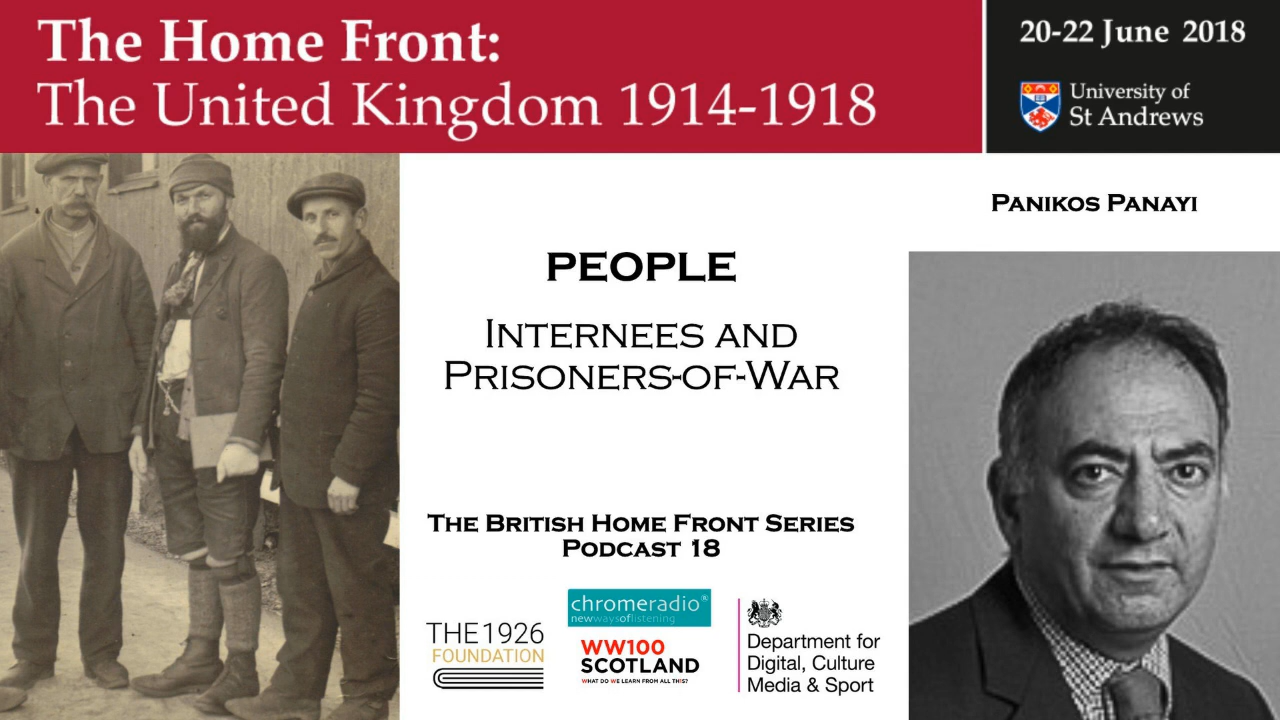 The Home Front:
The United Kingdom 1914-1918
20-22 June 2018
University of
St Andrews
PANIKOS PANAYI
PEOPLE
INTERNEES AND
PRISONERS-OF-WAR
THE BRITISH HOME FRONT SERIES
PODCAST 18
THE 1926
FOUNDATION
chromeradio®
newwaysoflistening
WW100
SCOTLAND
WHAT DO WE LEARN FROM ALL THIS?
Department for
Digital, Culture
Media & Sport